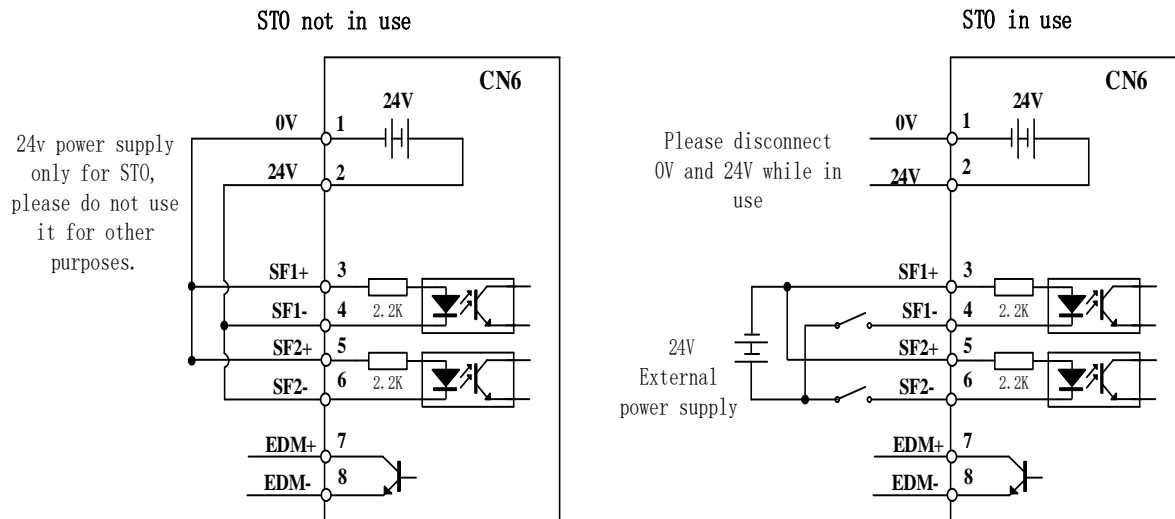 STO not in use
CN6
24V
0V
1
24V
2
24v power supply
only for STO,
please do not use
it for other
purposes.
SF1+
3
2.2K
SF1-
4
SF2+
5
2.2K
SF2-
6
EDM+
7
EDM-
8
STO in use
CN6
24V
0V
1
24V
2
Please disconnect
0V and 24V while in
use
SF1+
3
2.2K
SF1-
4
SF2+
5
2.2K
SF2-
6
24V
External
power supply
EDM+
7
EDM-
8